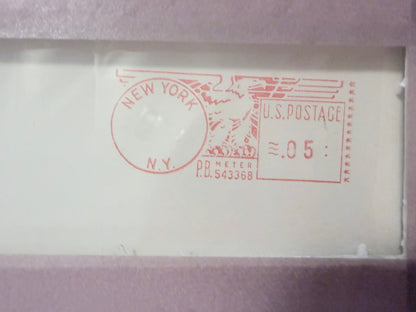 NEW YORK
N.Y.
P.B. METER
543368
U.S. POSTAGE
.05